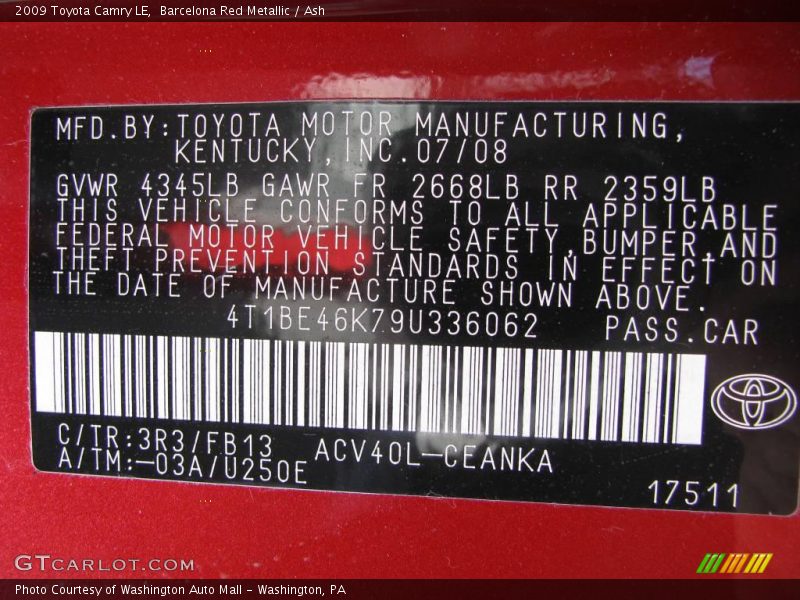 2009 Toyota Camry LE,  Barcelona Red Metallic / Ash
MFD.BY:TOYOTA MOTOR MANUFACTURING,
KENTUCKY,INC.07/08
GVWR 4345LB GAWR FR 2668LB RR 2359LB
THIS VEHICLE CONFORMS TO ALL APPLICABLE
FEDERAL MOTOR VEHICLE SAFETY,BUMPER,AND
THEFT PREVENTION STANDARDS IN EFFECT ON
THE DATE OF MANUFACTURE SHOWN ABOVE.
4T1BE46K79U336062 PASS.CAR
C/TR:3R3/FB13 ACV40L-CEANKA
A/TM:-03A/U250E
17511
GTCARLOT.COM
Photo Courtesy of Washington Auto Mall - Washington, PA